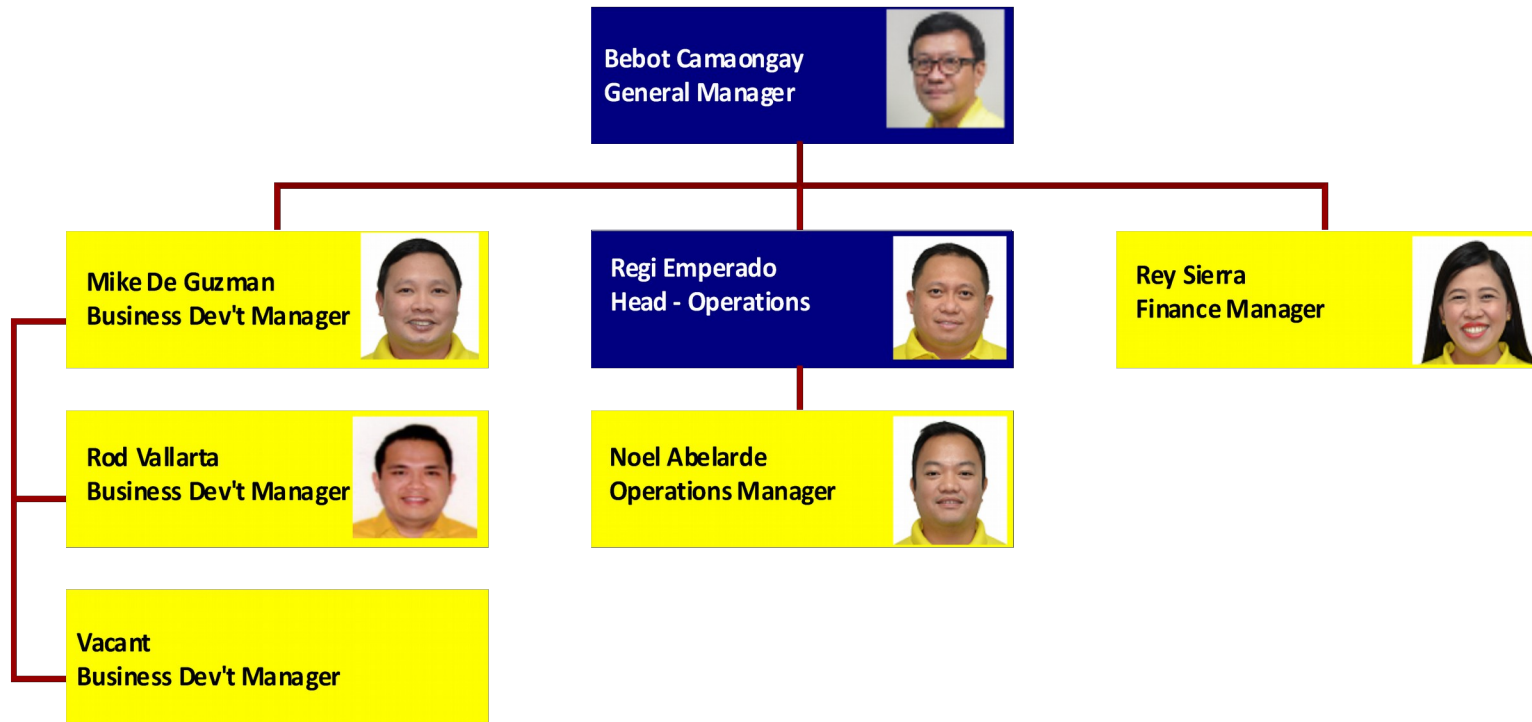 Bebot Camaongay
General Manager
Mike De Guzman
Business Dev't Manager
Regi Emperado
Head - Operations
Rey Sierra
Finance Manager
Rod Vallarta
Business Dev't Manager
Noel Abelarde
Operations Manager
Vacant
Business Dev't Manager